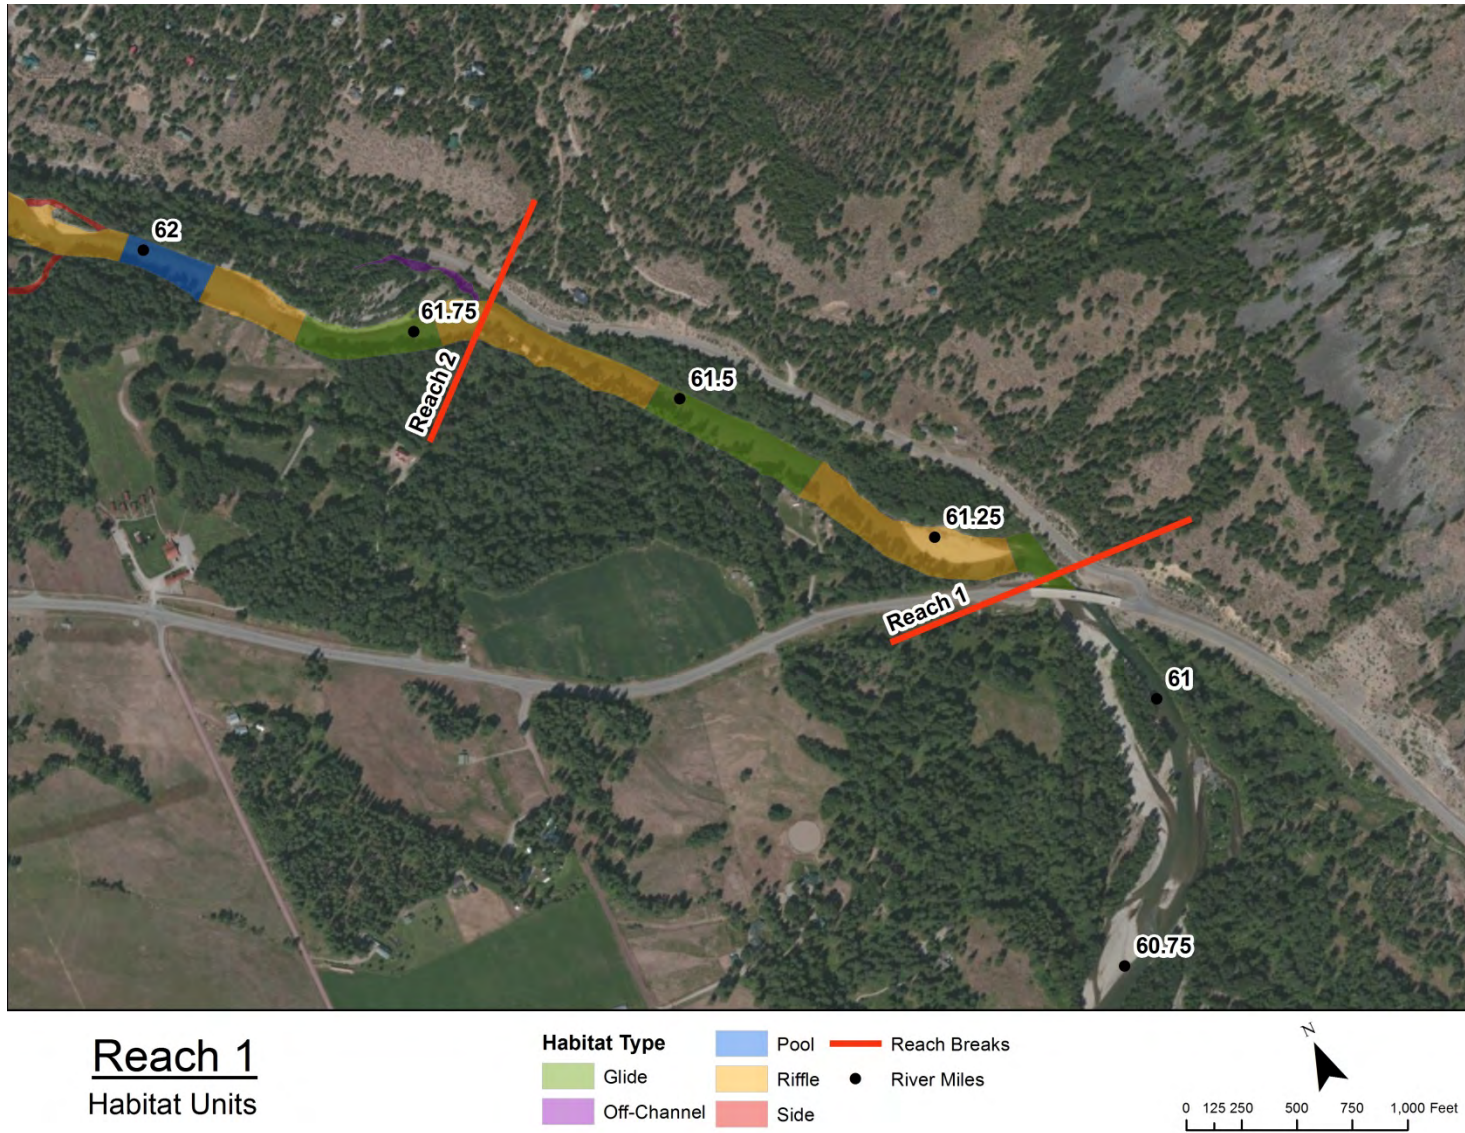 62
61.75
Reach 2
61.5
61.25
Reach 1
61
60.75
Reach 1
Habitat Units
Habitat Type
Glide
Off-Channel
Pool
Riffle
Side
Reach Breaks
River Miles
N
0 125 250 500 750 1,000 Feet